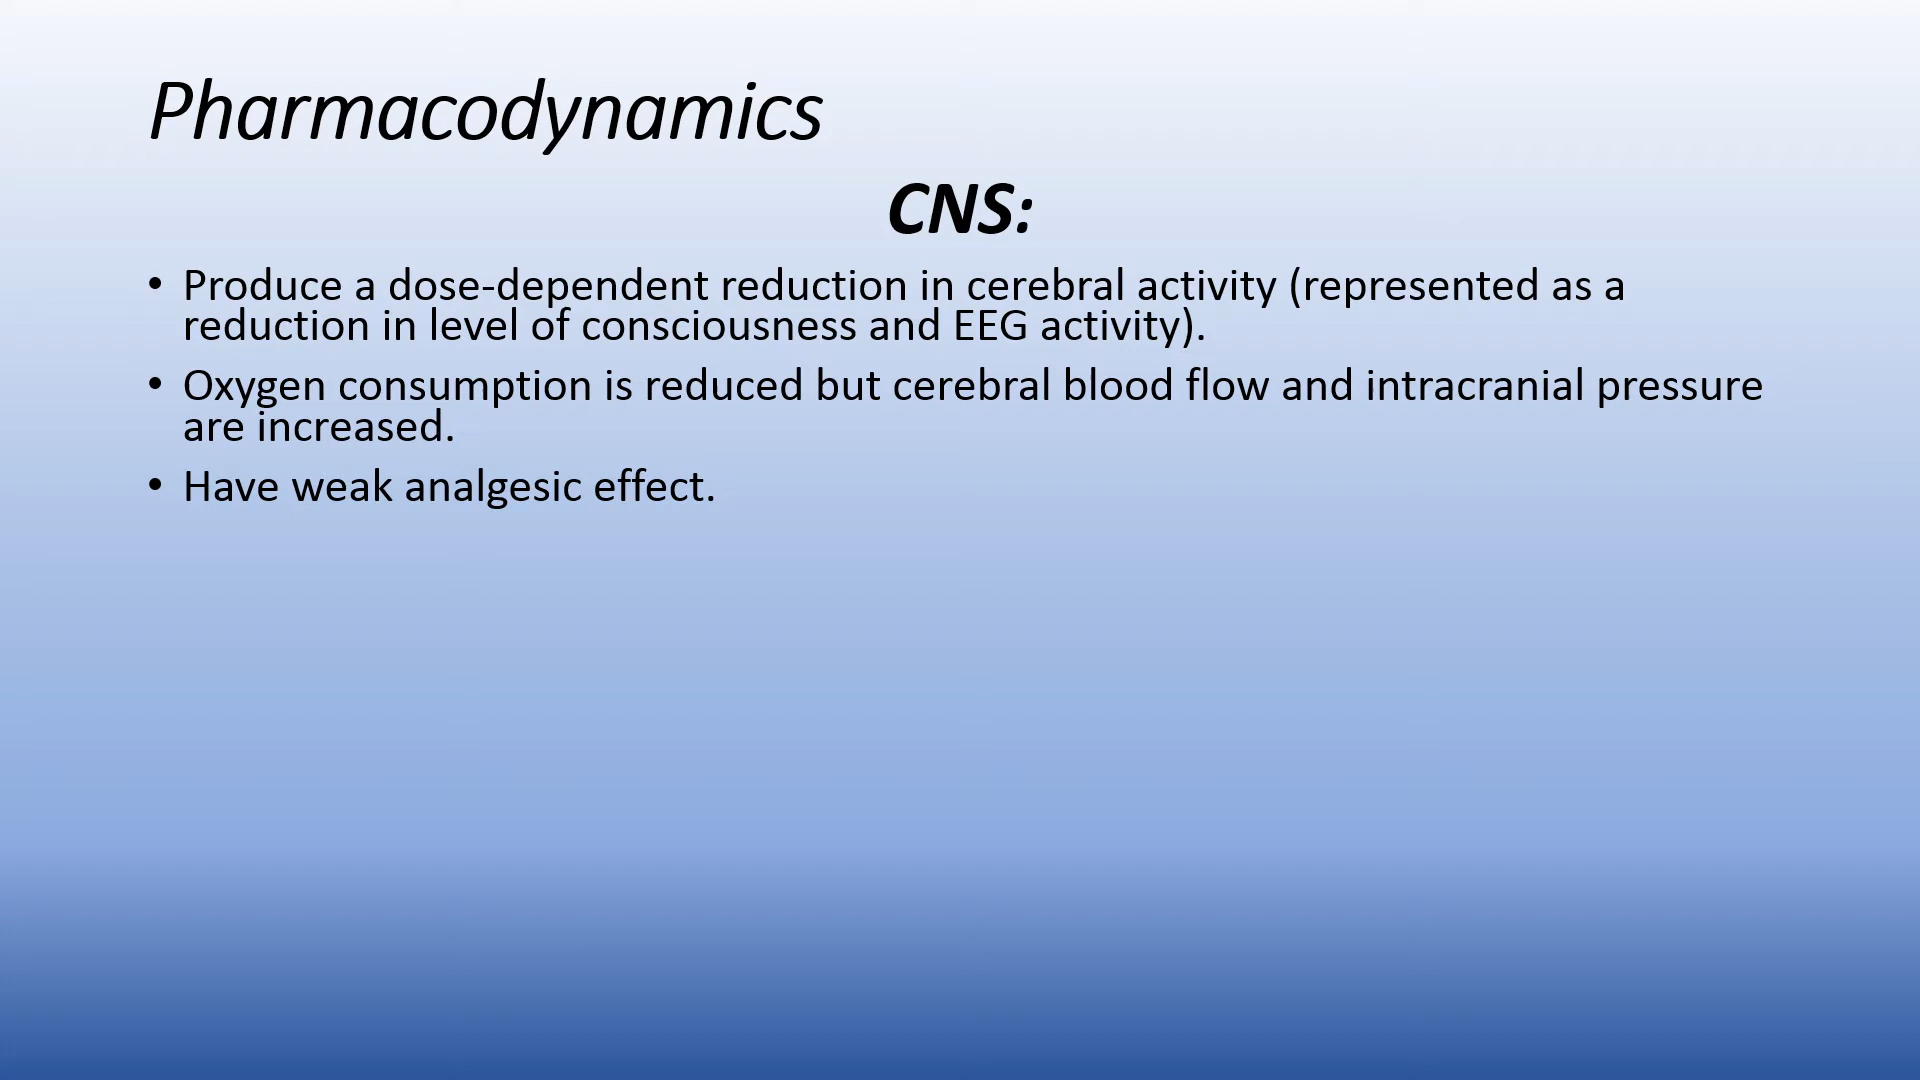 Pharmacodynamics
CNS:
• Produce a dose-dependent reduction in cerebral activity (represented as a
reduction in level of consciousness and EEG activity).
• Oxygen consumption is reduced but cerebral blood flow and intracranial pressure
are increased.
• Have weak analgesic effect.